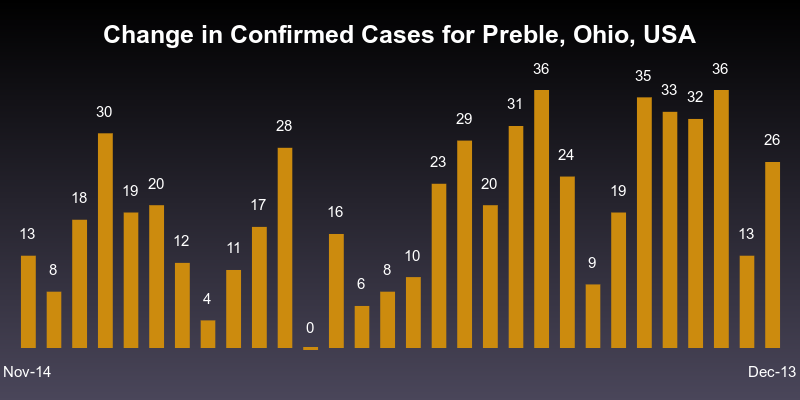 Change in Confirmed Cases for Preble, Ohio, USA
13 8 18 30 19 20 12 4 11 17 28 0 16 6 8 10 23 29 20 31 36 24 9 19 35 33 32 36 13 26
Nov-14 Dec-13